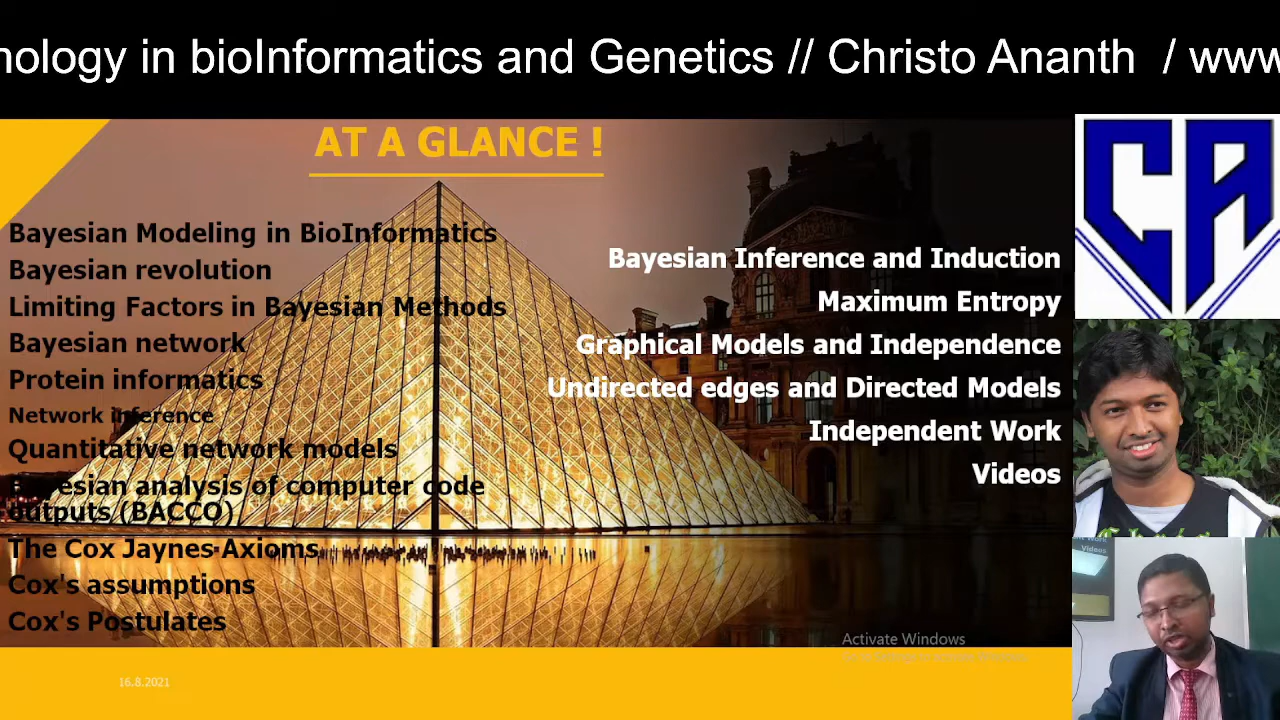 nology in bioInformatics and Genetics // Christo Ananth / www
AT A GLANCE !
Bayesian Modeling in BioInformatics
Bayesian revolution
Limiting Factors in Bayesian Methods
Bayesian network
Protein informatics
Network inference
Quantitative network models
Bayesian analysis of computer code
outputs (BACCO)
The Cox Jaynes Axioms
Cox's assumptions
Cox's Postulates
Bayesian Inference and Induction
Maximum Entropy
Graphical Models and Independence
Undirected edges and Directed Models
Independent Work
Videos
CA
Videos
Activate Windows
16.8.2021